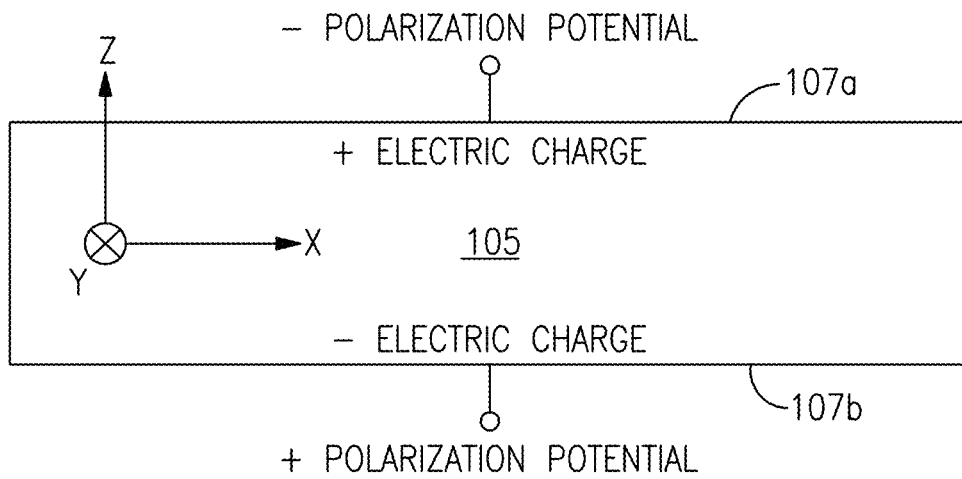 − POLARIZATION POTENTIAL
Z
107a
+ ELECTRIC CHARGE
X
105
Y
− ELECTRIC CHARGE
107b
+ POLARIZATION POTENTIAL